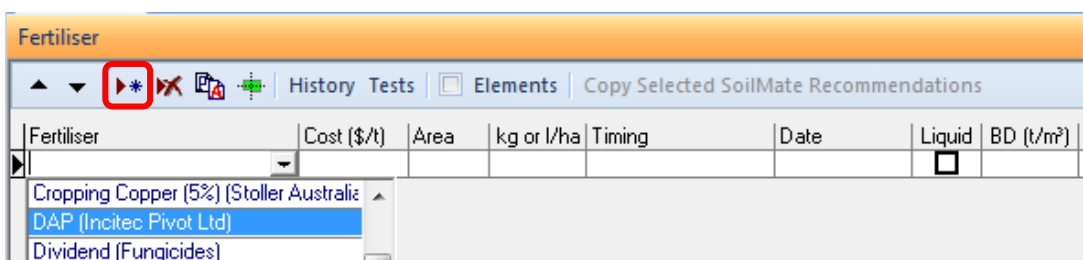 Fertiliser
History Tests Elements Copy Selected SoilMate Recommendations
Fertiliser Cost ($/t) Area kg or l/ha Timing Date Liquid BD (t/m³)
Cropping Copper (5%) (Stoller Australia
DAP (Incitec Pivot Ltd)
Dividend (Fungicides)